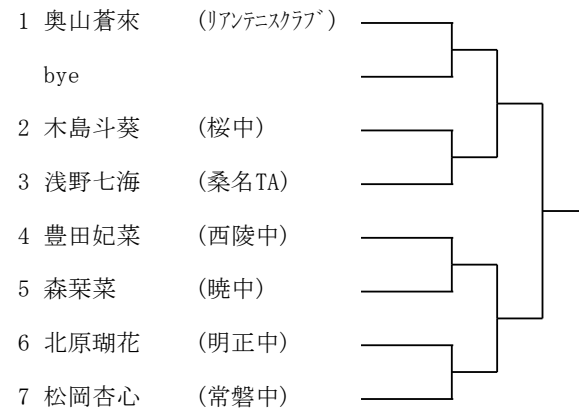 1 奥山蒼來 (ﾘｱﾝﾃﾆｽｸﾗﾌﾞ)
bye
2 木島斗葵 (桜中)
3 浅野七海 (桑名TA)
4 豊田妃菜 (西陵中)
5 森栞菜 (暁中)
6 北原瑚花 (明正中)
7 松岡杏心 (常磐中)